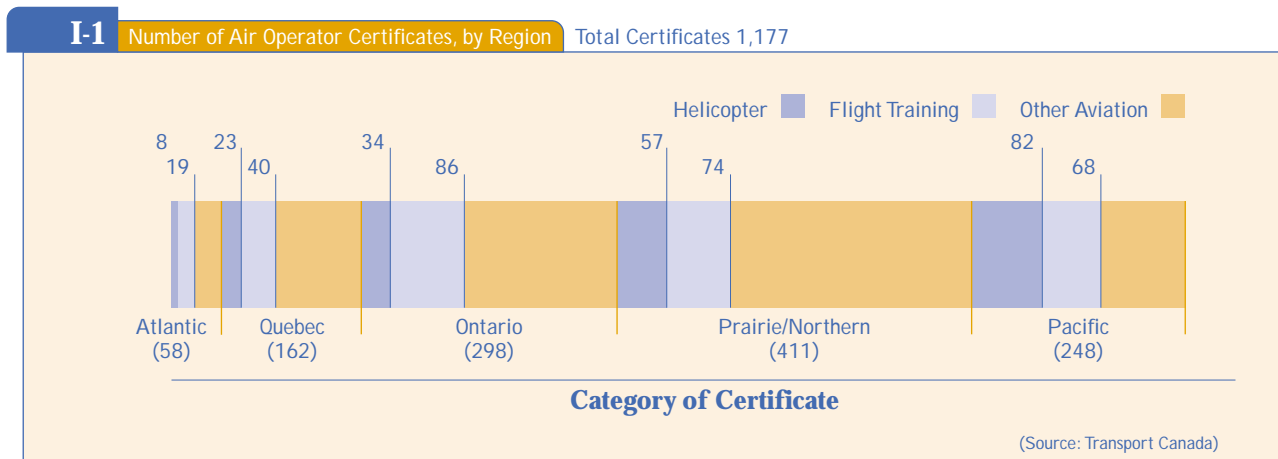 I-1 Number of Air Operator Certificates, by Region Total Certificates 1,177
Helicopter Flight Training Other Aviation
8 23 34 57 82
19 40 86 74 68
Atlantic Quebec Ontario Prairie/Northern Pacific
(58) (162) (298) (411) (248)
Category of Certificate
(Source: Transport Canada)